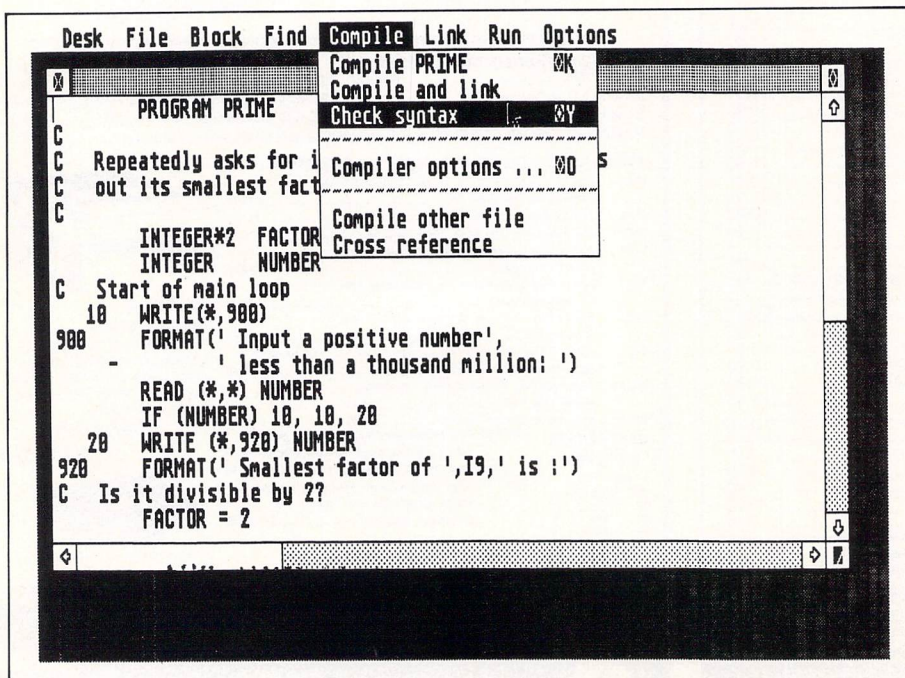 Desk File Block Find Compile Link Run Options
Compile PRIME ◊K
Compile and link
Check syntax ◊Y
Compiler options ... ◊O
Compile other file
Cross reference
PROGRAM PRIME
C
C Repeatedly asks for i s
C out its smallest fact
C
INTEGER*2 FACTOR
INTEGER NUMBER
C Start of main loop
10 WRITE(*,900)
900 FORMAT(' Input a positive number',
- ' less than a thousand million: ')
READ (*,*) NUMBER
IF (NUMBER) 10, 10, 20
20 WRITE (*,920) NUMBER
920 FORMAT(' Smallest factor of ',I9,' is :')
C Is it divisible by 2?
FACTOR = 2